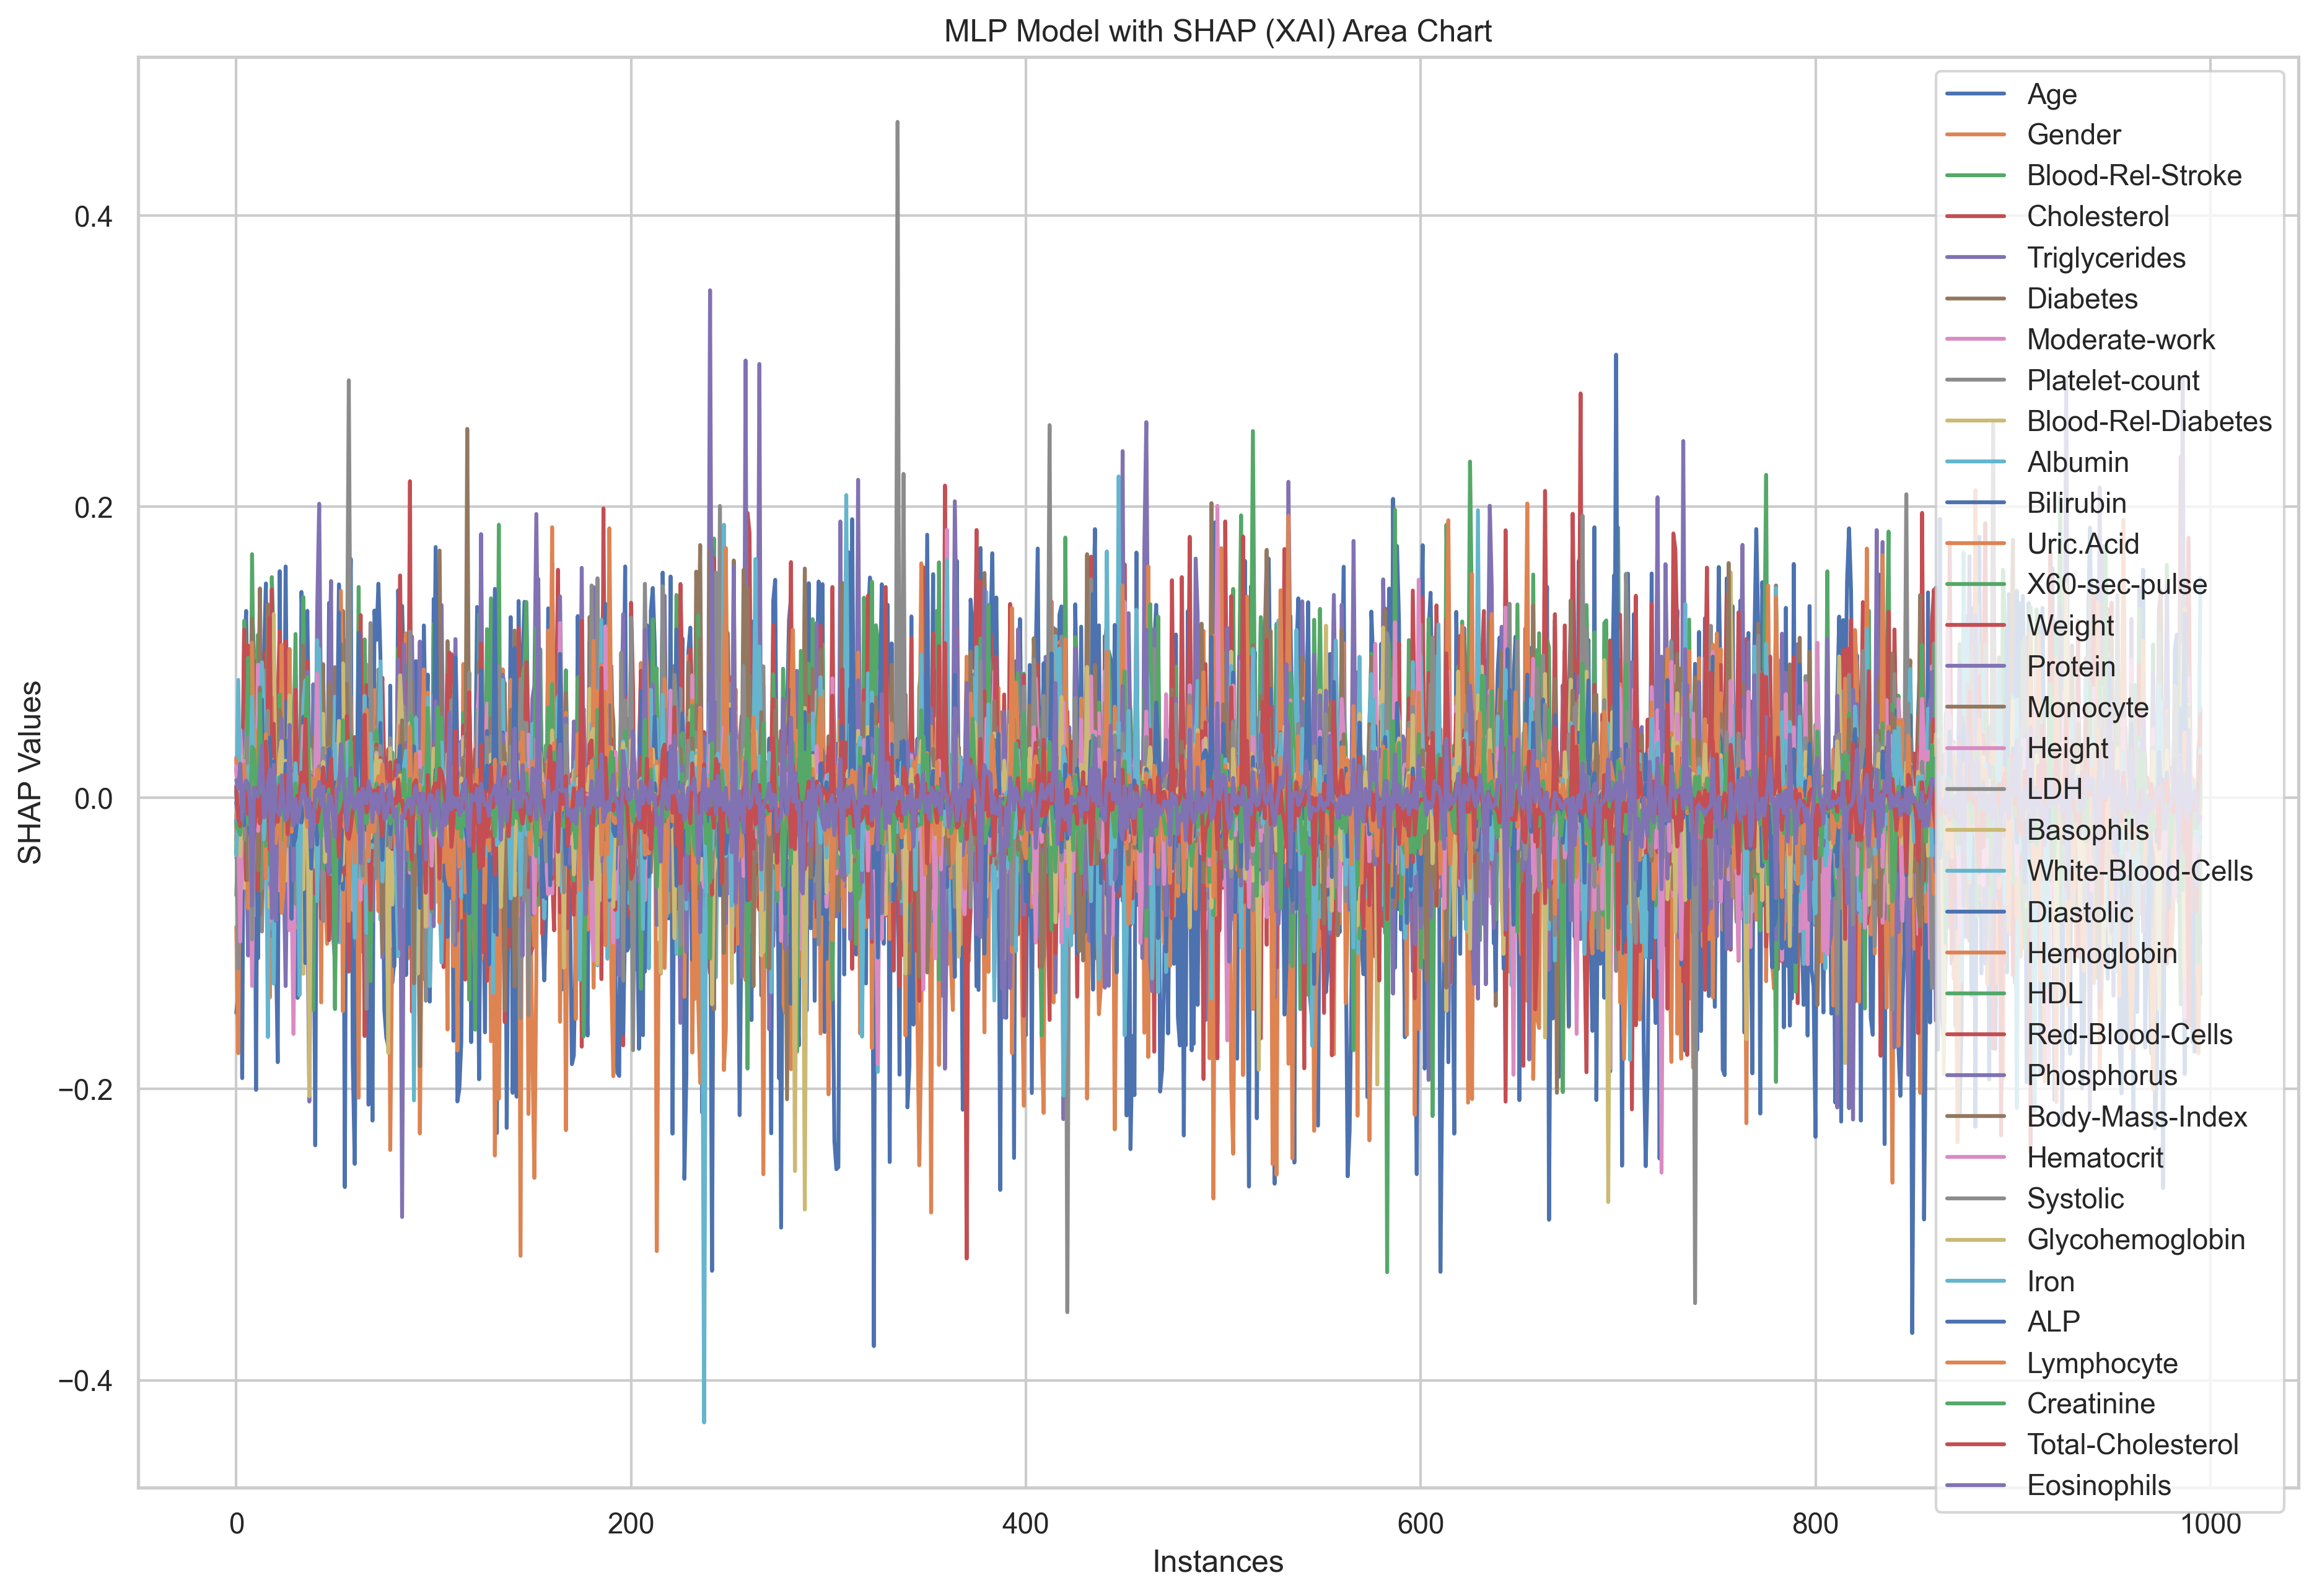 MLP Model with SHAP (XAI) Area Chart
SHAP Values
0.4
0.2
0.0
−0.2
−0.4
0
200
400
600
800
1000
Instances
Age
Gender
Blood-Rel-Stroke
Cholesterol
Triglycerides
Diabetes
Moderate-work
Platelet-count
Blood-Rel-Diabetes
Albumin
Bilirubin
Uric.Acid
X60-sec-pulse
Weight
Protein
Monocyte
Height
LDH
Basophils
White-Blood-Cells
Diastolic
Hemoglobin
HDL
Red-Blood-Cells
Phosphorus
Body-Mass-Index
Hematocrit
Systolic
Glycohemoglobin
Iron
ALP
Lymphocyte
Creatinine
Total-Cholesterol
Eosinophils